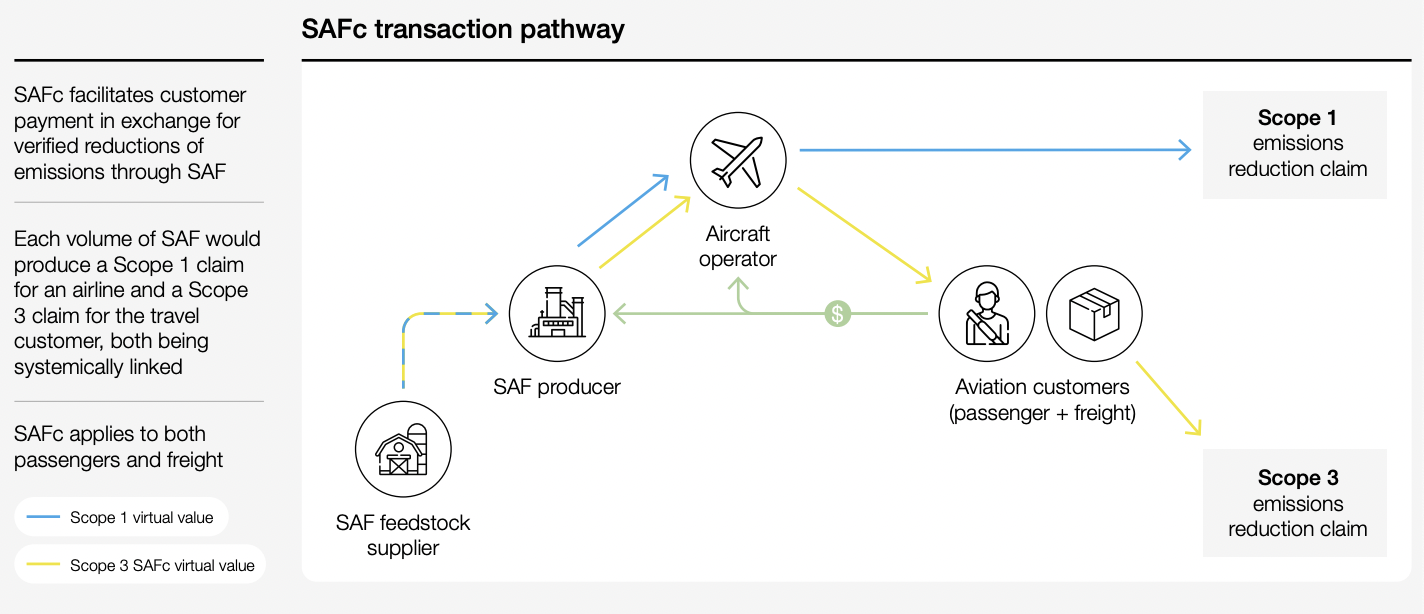 SAFc transaction pathway
SAFc facilitates customer
payment in exchange for
verified reductions of
emissions through SAF
Each volume of SAF would
produce a Scope 1 claim
for an airline and a Scope
3 claim for the travel
customer, both being
systemically linked
SAFc applies to both
passengers and freight
Scope 1 virtual value
Scope 3 SAFc virtual value
Scope 1
emissions
reduction claim
Aircraft
operator
$
SAF producer
Aviation customers
(passenger + freight)
SAF feedstock
supplier
Scope 3
emissions
reduction claim